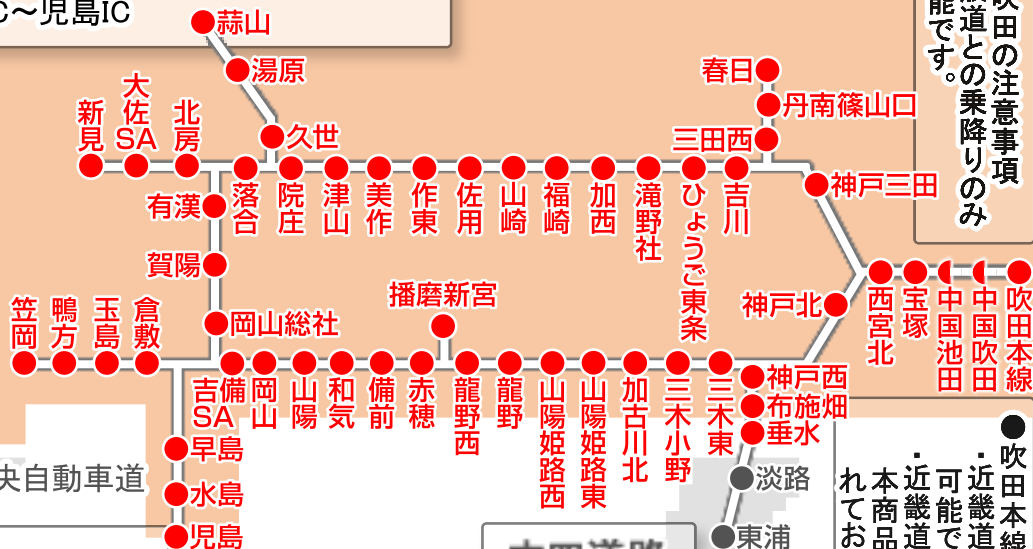 C〜児島IC
蒜山
湯原
久世
新見
大佐SA
北房
落合
院庄
津山
美作
作東
佐用
山崎
福崎
加西
滝野社
ひょうご東条
吉川
春日
丹南篠山口
三田西
神戸三田
有漢
賀陽
岡山総社
播磨新宮
神戸北
西宮北
宝塚
中国池田
中国吹田
吹田本線
笠岡
鴨方
玉島
倉敷
吉備SA
岡山
山陽
和気
備前
赤穂
龍野西
龍野
山陽姫路西
山陽姫路東
加古川北
三木小野
三木東
神戸西
布施畑
垂水
淡路
東浦
早島
水島
児島
央自動車道
吹田の注意事項
道との乗降りのみ
能です。
●吹田本線
・近畿道
可能で
・近畿道
本商品
れてお